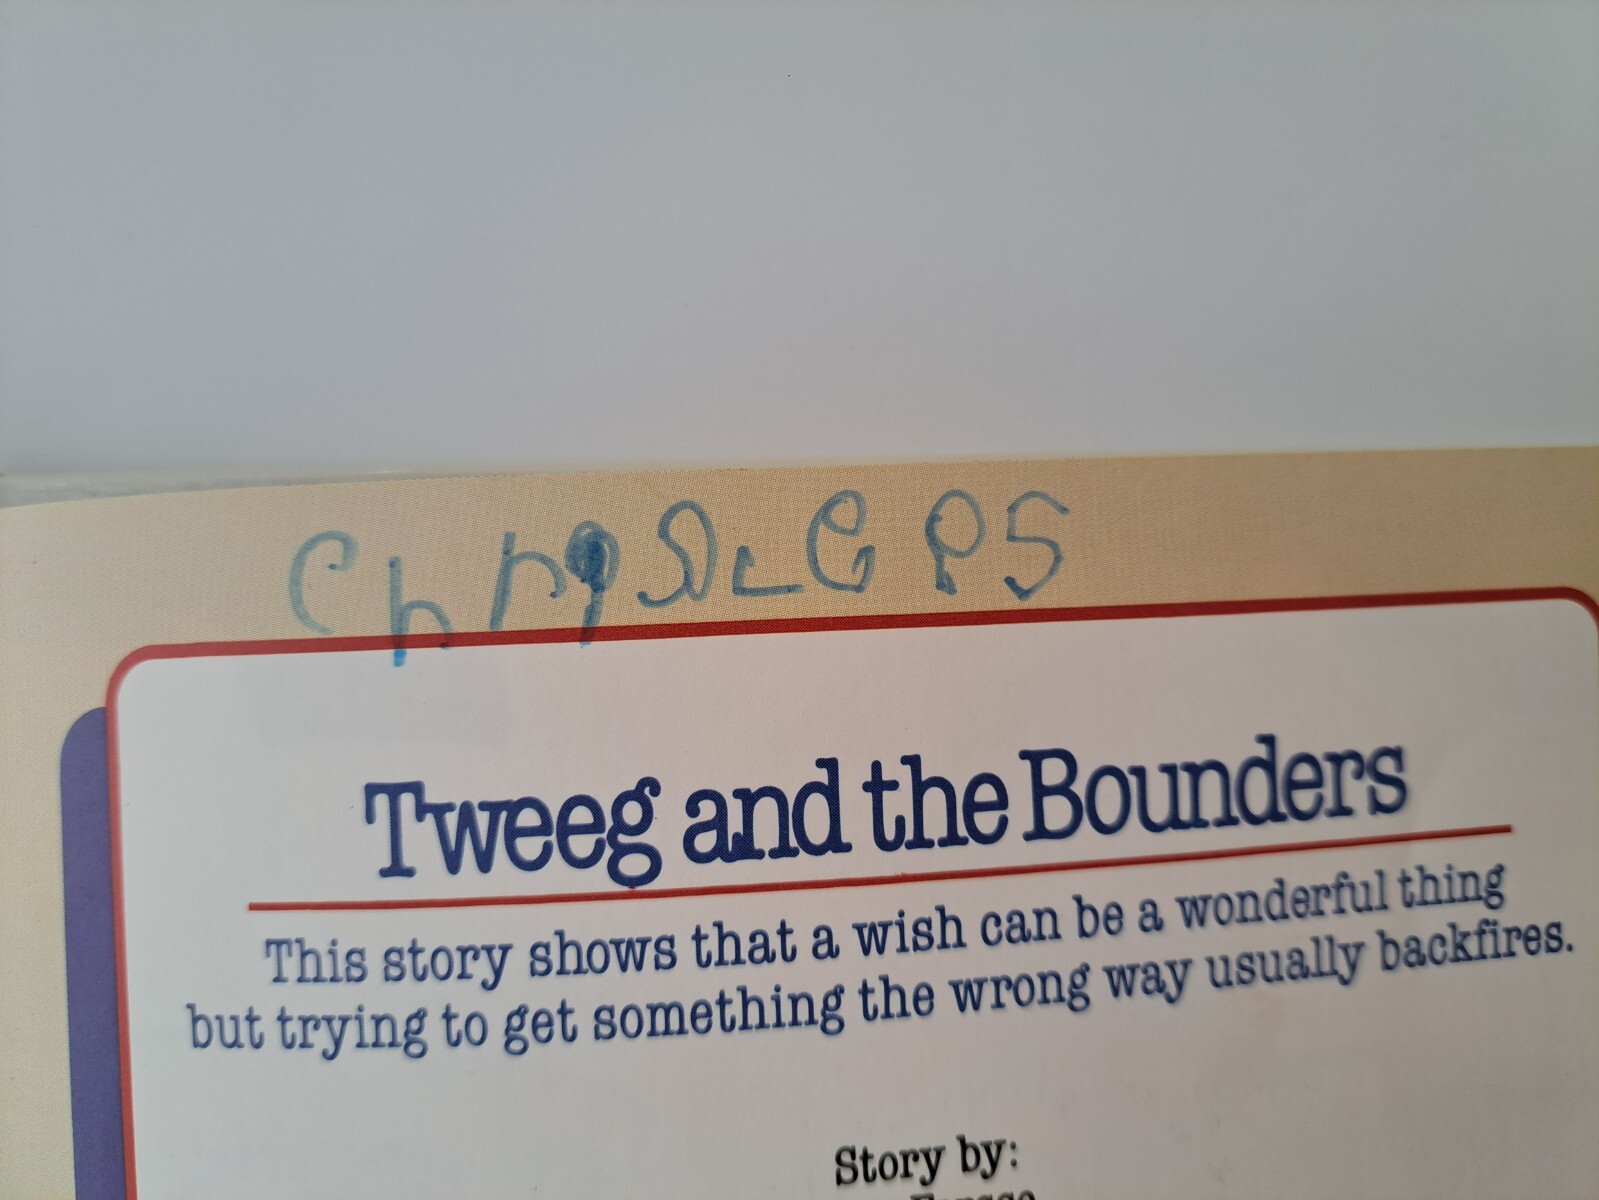 Tweeg and the Bounders
This story shows that a wish can be a wonderful thing
but trying to get something the wrong way usually backfires.
Story by: